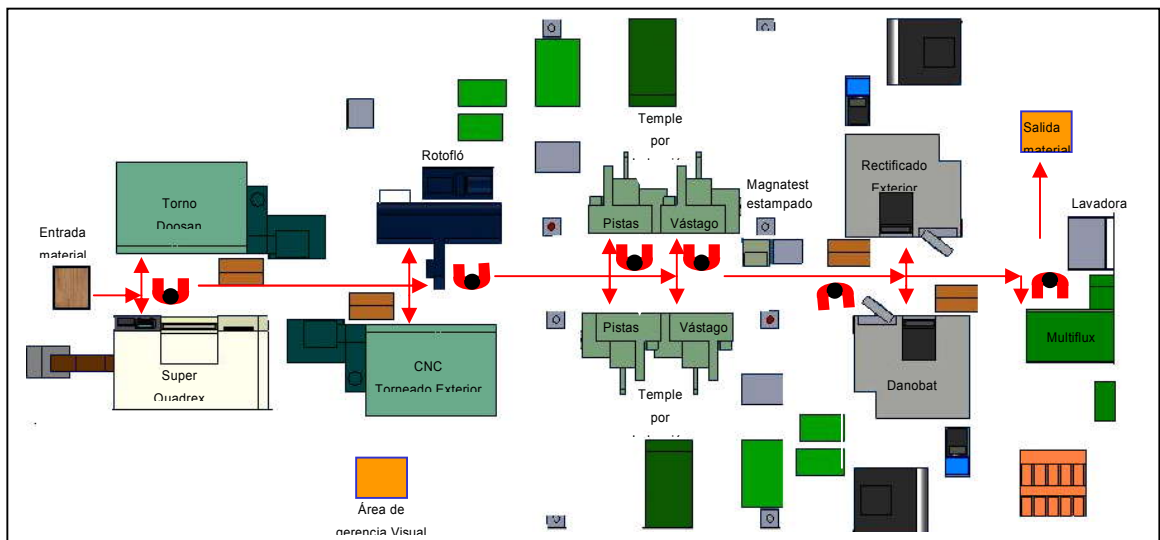 Entrada
material
Torno
Doosan
Super
Quadrex
Rotofló
CNC
Torneado Exterior
Área de
gerencia Visual
Temple
por
Pistas
Vástago
Magnatest
estampado
Pistas
Vástago
Temple
por
Rectificado
Exterior
Danobat
Salida
material
Lavadora
Multiflux